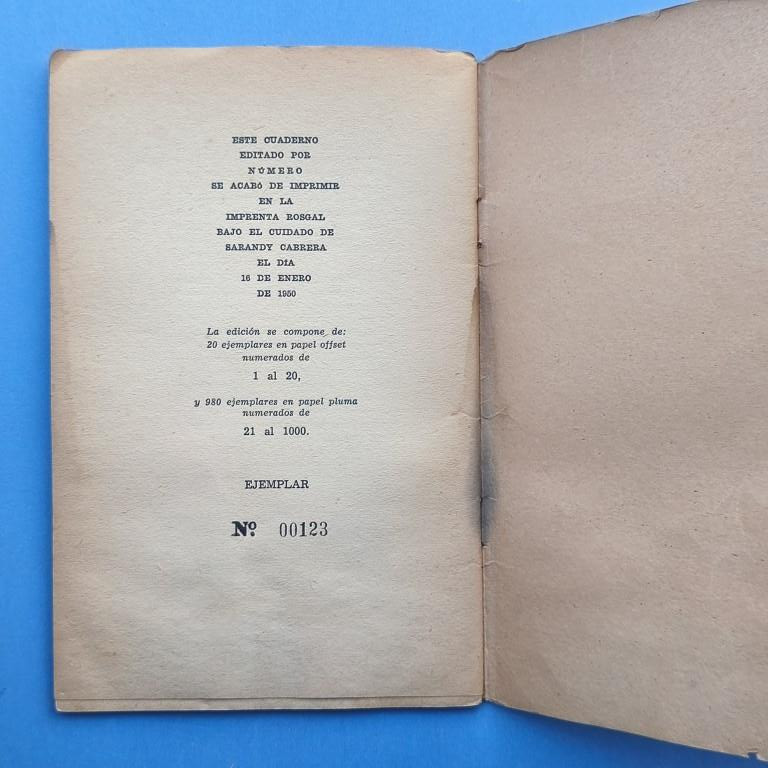 ESTE CUADERNO
EDITADO POR
NÚMERO
SE ACABÓ DE IMPRIMIR
EN LA
IMPRENTA ROSGAL
BAJO EL CUIDADO DE
SARANDY CABRERA
EL DÍA
16 DE ENERO
DE 1950
La edición se compone de:
20 ejemplares en papel offset
numerados de
1 al 20,
y 980 ejemplares en papel pluma
numerados de
21 al 1000.
EJEMPLAR
Nº 00123